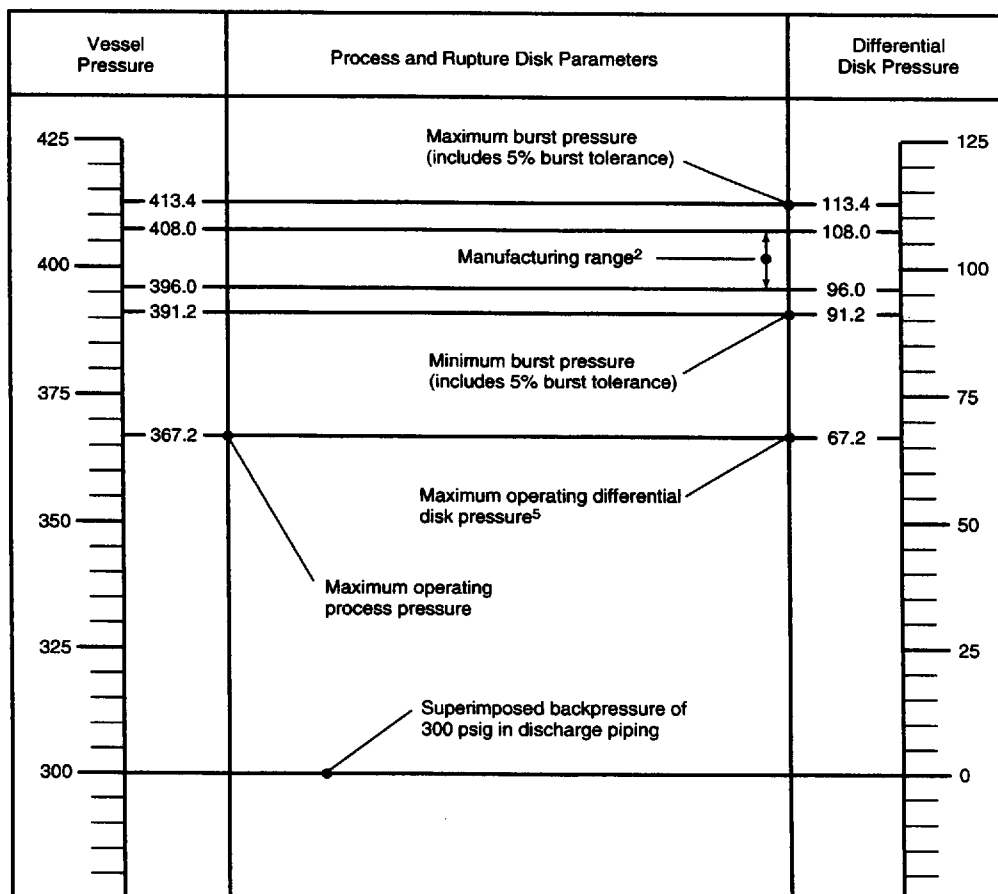 Vessel
Pressure
Process and Rupture Disk Parameters
Differential
Disk Pressure
425
413.4
408.0
400
396.0
391.2
375
367.2
350
325
300
Maximum burst pressure
(includes 5% burst tolerance)
Manufacturing range²
Minimum burst pressure
(includes 5% burst tolerance)
Maximum operating differential
disk pressure⁵
Maximum operating
process pressure
Superimposed backpressure of
300 psig in discharge piping
125
113.4
108.0
100
96.0
91.2
75
67.2
50
25
0